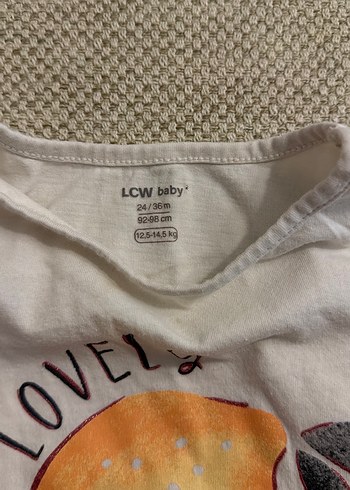 LCW baby
24/36m
92-98 cm
12,5-14,5 kg
LOVELY